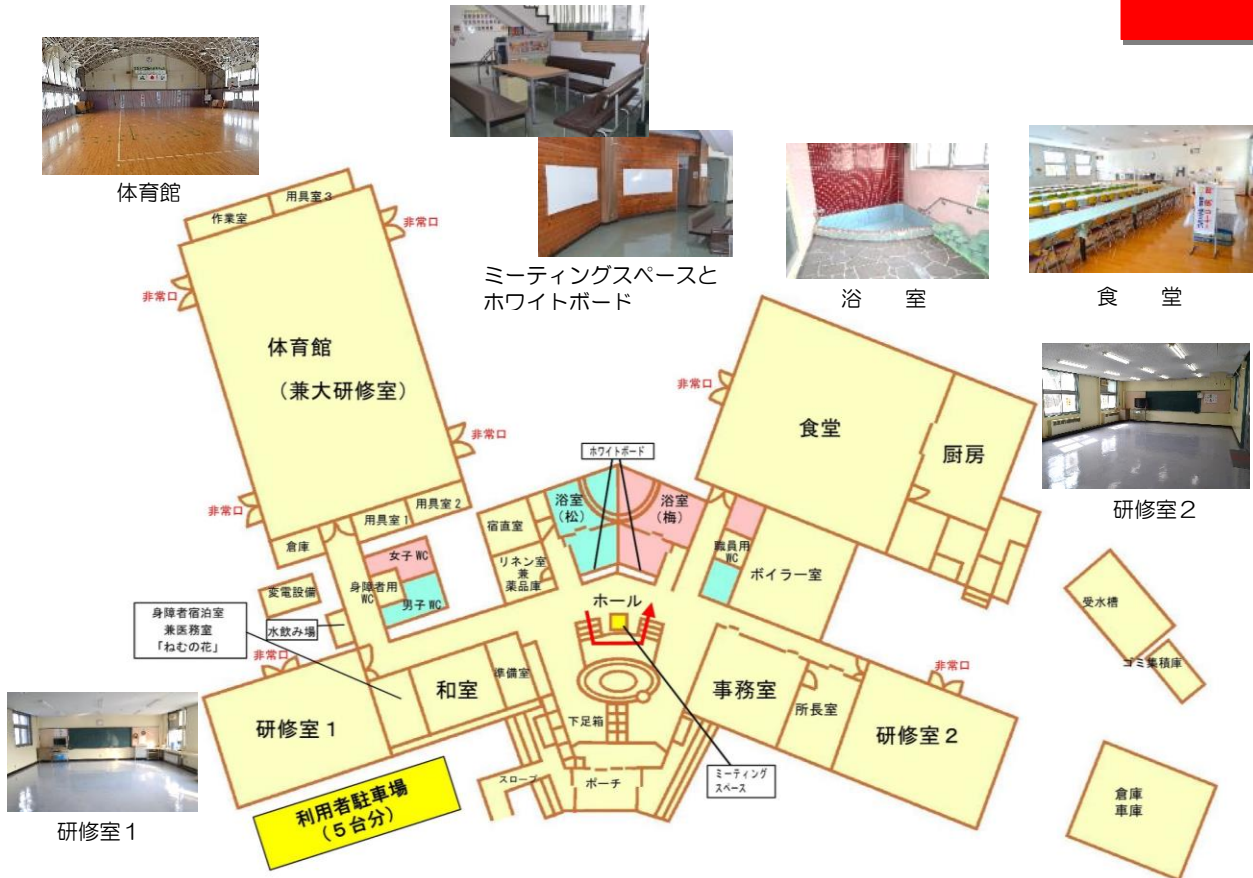 体育館
ミーティングスペースと
ホワイトボード
浴 室
食 堂
研修室２
研修室１
作業室
用具室３
非常口
非常口
体育館
（兼大研修室）
非常口
非常口
用具室１
用具室２
倉庫
変電設備
身障者用
WC
女子 WC
男子 WC
水飲み場
身障者宿泊室
兼医務室
「ねむの花」
非常口
研修室１
和室
準備室
利用者駐車場
（５台分）
宿直室
リネン室
兼
薬品庫
ホワイトボード
浴室
（松）
浴室
（梅）
ホール
下足箱
スロープ
ポーチ
ミーティング
スペース
非常口
食堂
厨房
職員用
WC
ボイラー室
事務室
所長室
非常口
研修室２
受水槽
ゴミ集積庫
倉庫
車庫